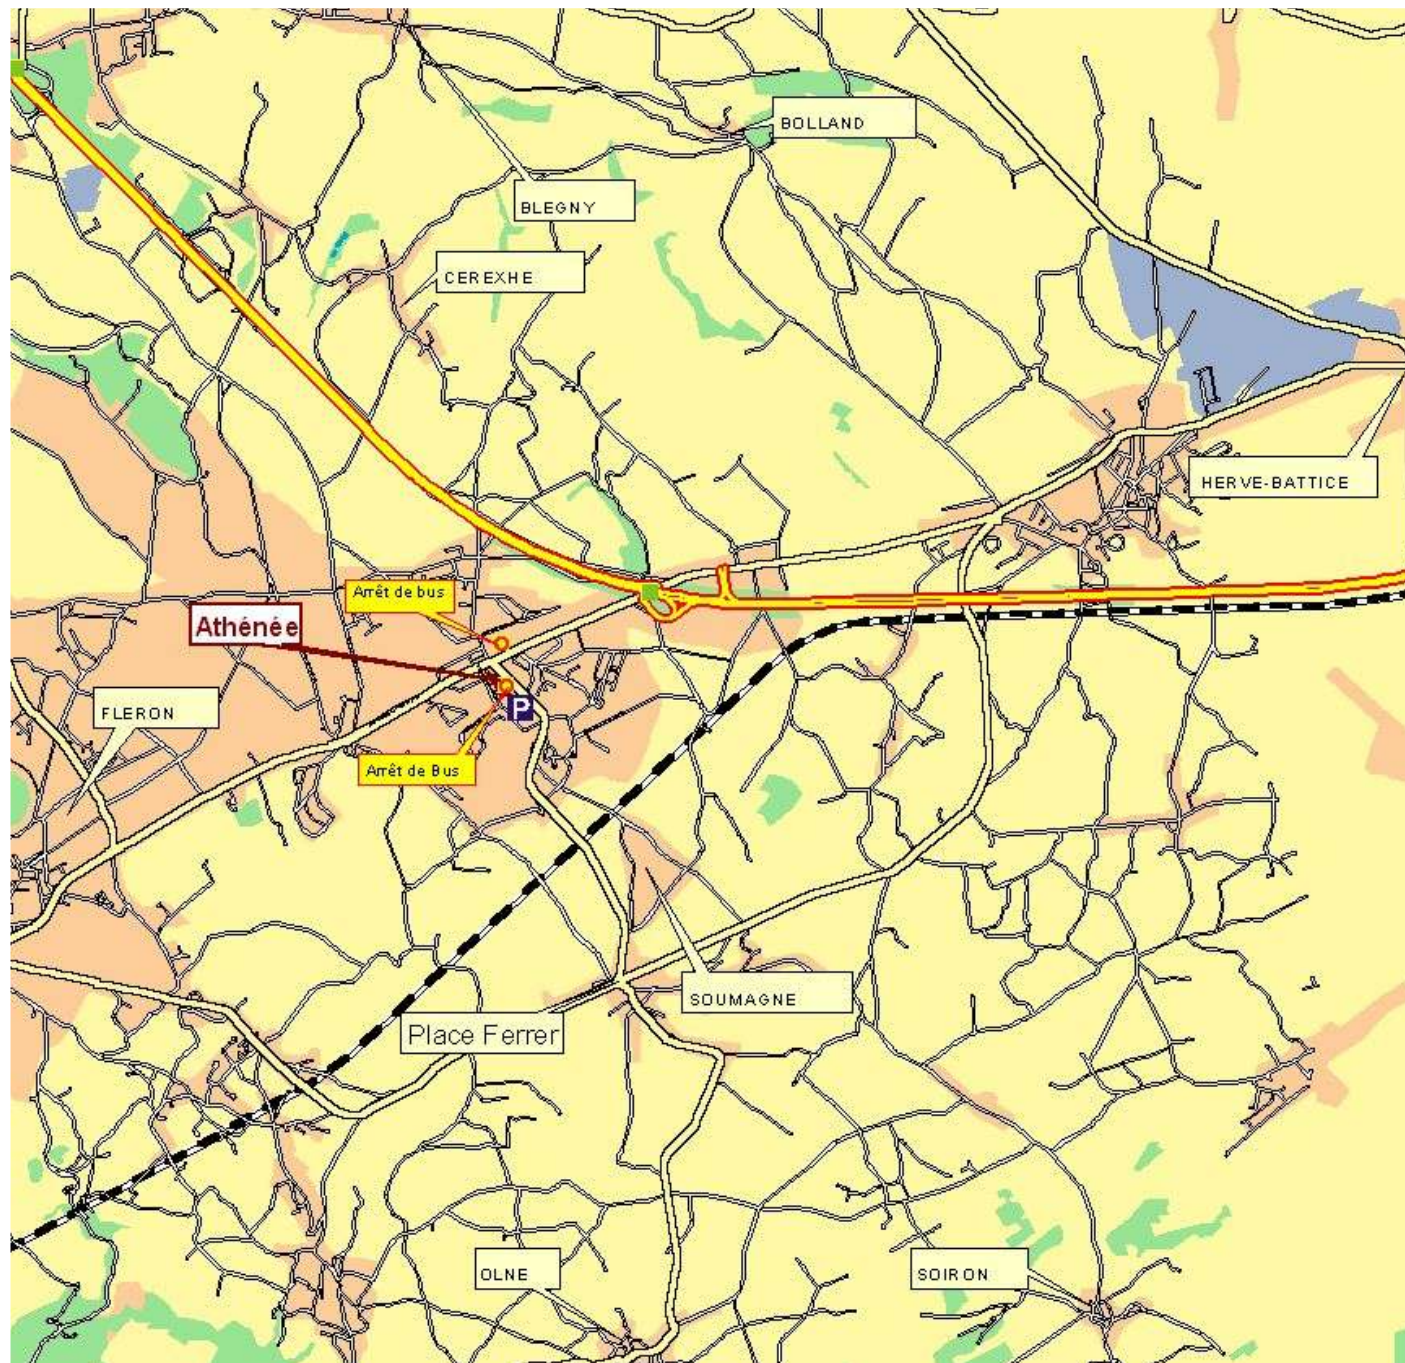 BOLLAND
BLEGNY
CEREXHE
HERVE-BATTICE
Arrêt de bus
Athénée
FLERON
P
Arrêt de Bus
SOUMAGNE
Place Ferrer
OLNE
SOIRON